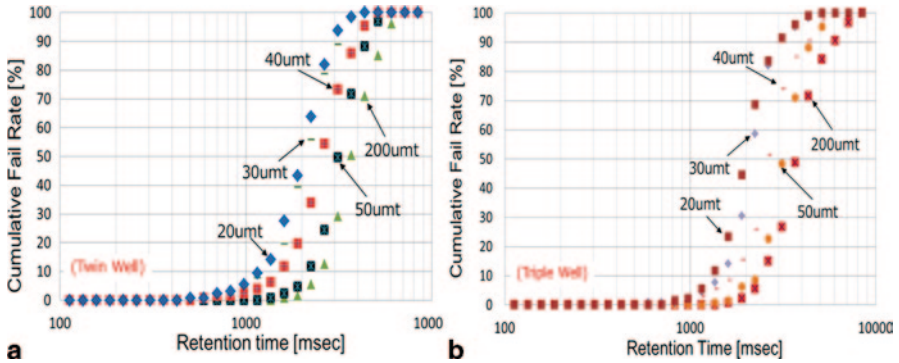 Cumulative Fail Rate [%]
100
90
80
70
60
50
40
30
20
10
0
40umt
30umt
200umt
50umt
20umt
(Twin Well)
100
1000
1000
Retention time [msec]
a
Cumulative Fail Rate [%]
100
90
80
70
60
50
40
30
20
10
0
40umt
200umt
30umt
50umt
20umt
(Triple Well)
100
1000
10000
Retention Time [msec]
b